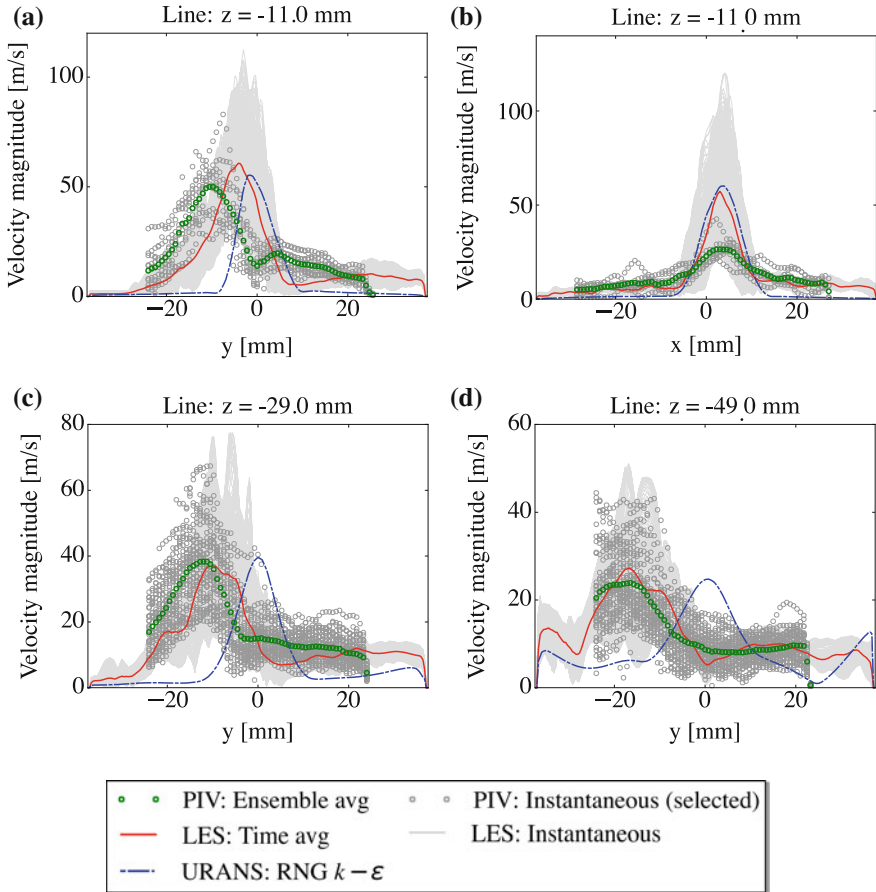 (a) Line: z = -11.0 mm
Velocity magnitude [m/s]
100
50
0
−20 0 20
y [mm]
(b) Line: z = -11 0 mm
Velocity magnitude [m/s]
100
50
0
−20 0 20
x [mm]
(c) Line: z = -29.0 mm
Velocity magnitude [m/s]
80
60
40
20
0
−20 0 20
y [mm]
(d) Line: z = -49 0 mm
Velocity magnitude [m/s]
60
40
20
0
−20 0 20
y [mm]
PIV: Ensemble avg PIV: Instantaneous (selected)
LES: Time avg LES: Instantaneous
URANS: RNG k − ε